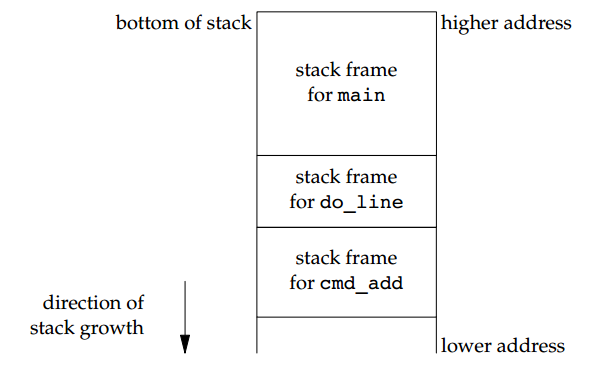 bottom of stack
higher address
stack frame
for main
stack frame
for do_line
stack frame
for cmd_add
direction of
stack growth
lower address